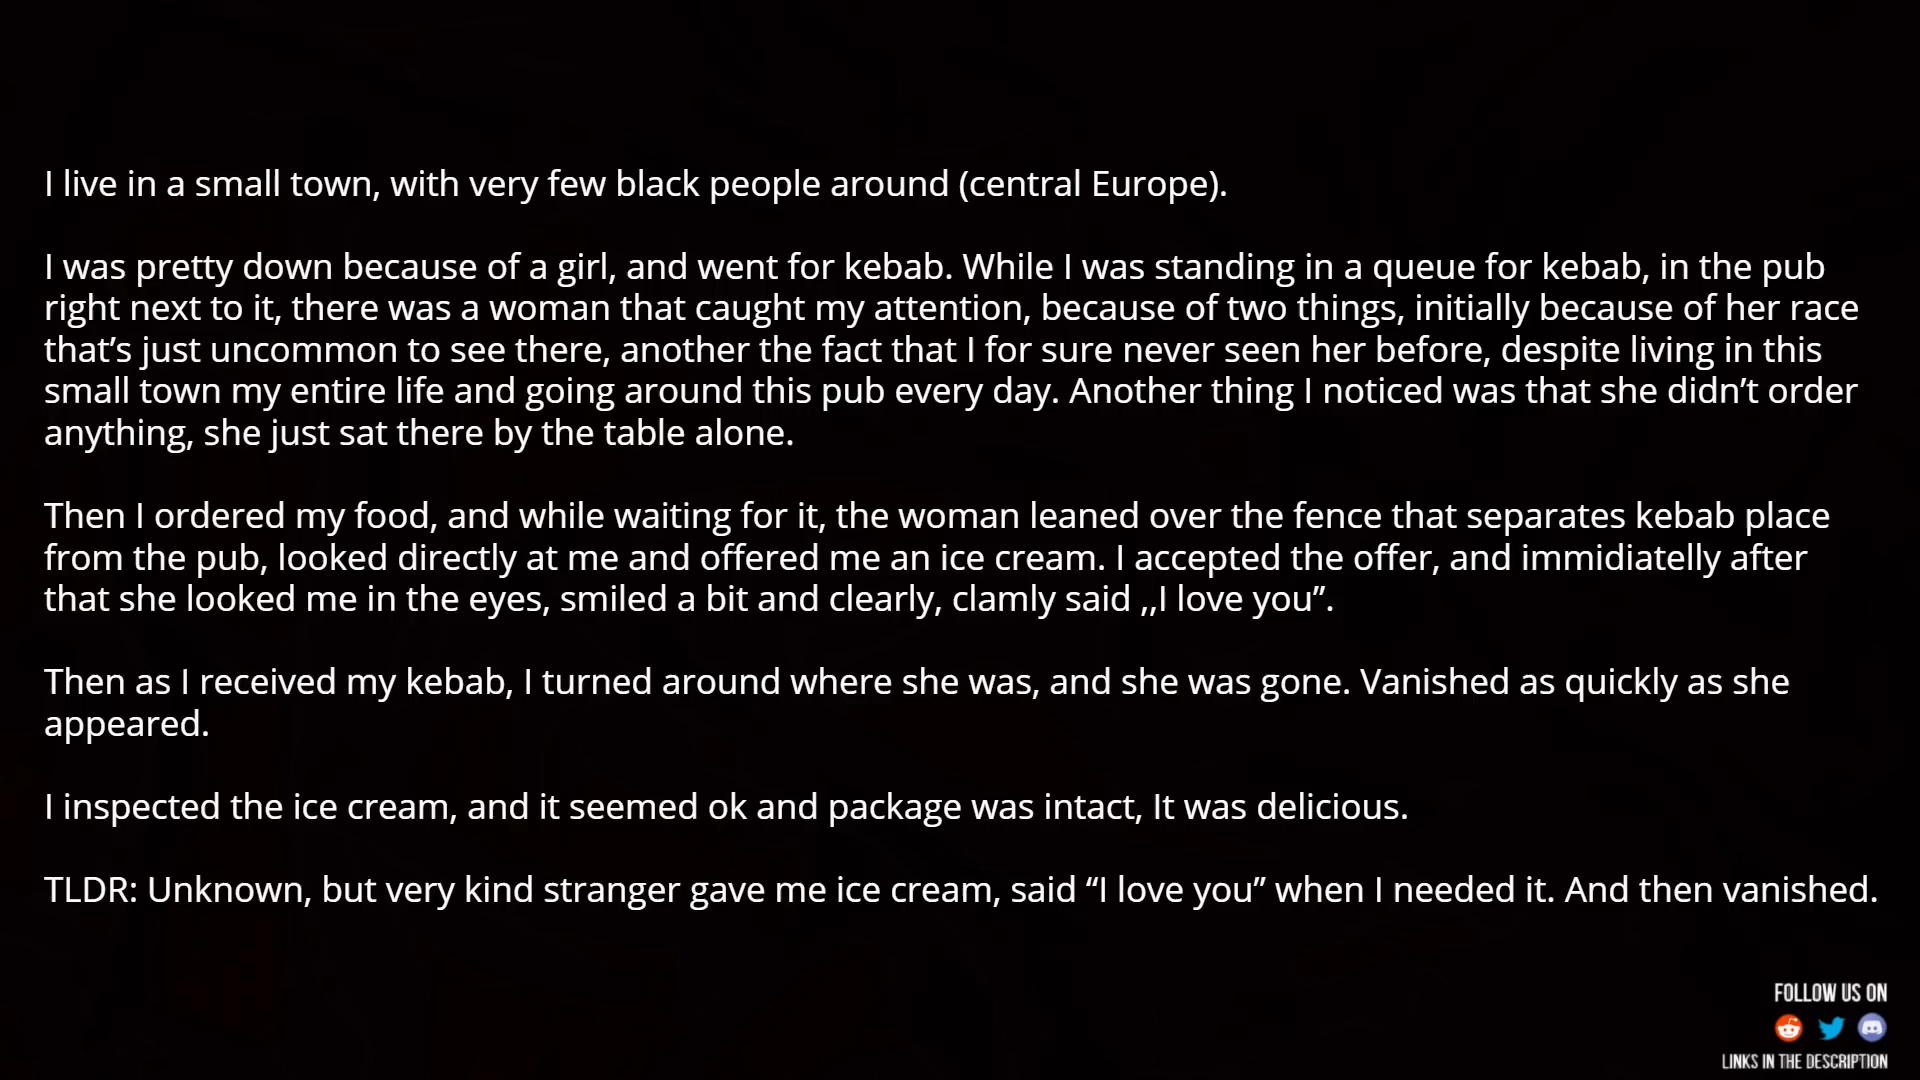 I live in a small town, with very few black people around (central Europe).
I was pretty down because of a girl, and went for kebab. While I was standing in a queue for kebab, in the pub
right next to it, there was a woman that caught my attention, because of two things, initially because of her race
that’s just uncommon to see there, another the fact that I for sure never seen her before, despite living in this
small town my entire life and going around this pub every day. Another thing I noticed was that she didn’t order
anything, she just sat there by the table alone.
Then I ordered my food, and while waiting for it, the woman leaned over the fence that separates kebab place
from the pub, looked directly at me and offered me an ice cream. I accepted the offer, and immidiatelly after
that she looked me in the eyes, smiled a bit and clearly, clamly said ,,I love you”.
Then as I received my kebab, I turned around where she was, and she was gone. Vanished as quickly as she
appeared.
I inspected the ice cream, and it seemed ok and package was intact, It was delicious.
TLDR: Unknown, but very kind stranger gave me ice cream, said “I love you” when I needed it. And then vanished.
FOLLOW US ON
LINKS IN THE DESCRIPTION